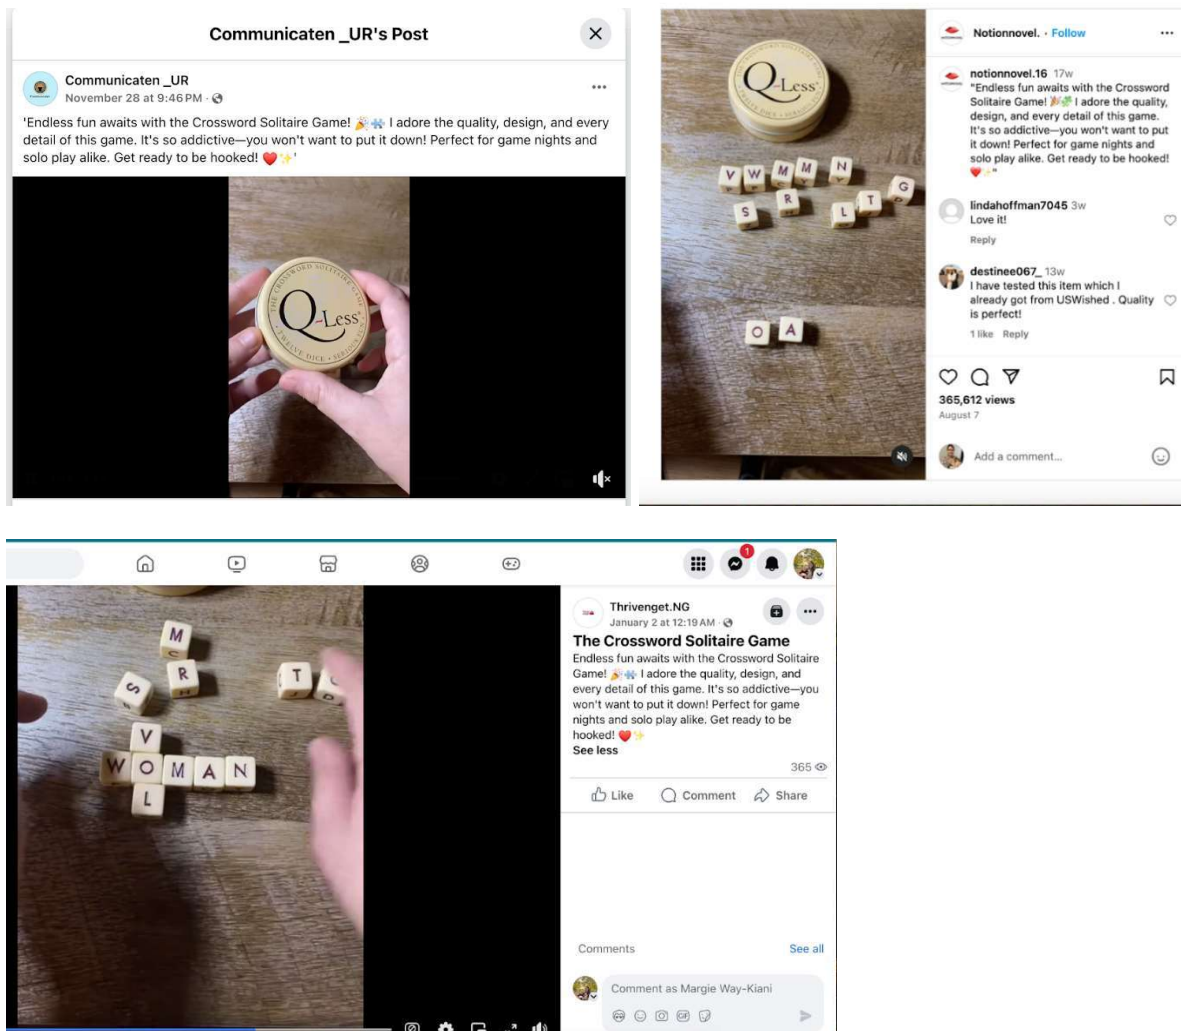 Communicaten _UR's Post
Communicaten _UR
November 28 at 9:46 PM ·
'Endless fun awaits with the Crossword Solitaire Game! 🎉🧩 I adore the quality, design, and every
detail of this game. It's so addictive—you won't want to put it down! Perfect for game nights and
solo play alike. Get ready to be hooked! ❤️✨'
THE CROSSWORD SOLITAIRE GAME
Q-Less
TWELVE DICE • SERIOUS FUN
Q-Less
V W M M N
S R L T G
O A
Notionnovel. · Follow
notionnovel.16 17w
"Endless fun awaits with the Crossword
Solitaire Game! 🎉🧩 I adore the quality,
design, and every detail of this game.
It's so addictive—you won't want to put
it down! Perfect for game nights and
solo play alike. Get ready to be hooked!
❤️✨"
lindahoffman7045 3w
Love it!
Reply
destinee067_ 13w
I have tested this item which I
already got from USWished . Quality
is perfect!
1 like Reply
365,612 views
August 7
Add a comment...
1
M
S R T
V
WOMAN
L
Thrivenget.NG
January 2 at 12:19 AM ·
The Crossword Solitaire Game
Endless fun awaits with the Crossword Solitaire
Game! 🎉🧩 I adore the quality, design, and
every detail of this game. It's so addictive—you
won't want to put it down! Perfect for game
nights and solo play alike. Get ready to be
hooked! ❤️✨
See less
365
Like Comment Share
Comments See all
Comment as Margie Way-Kiani
GIF